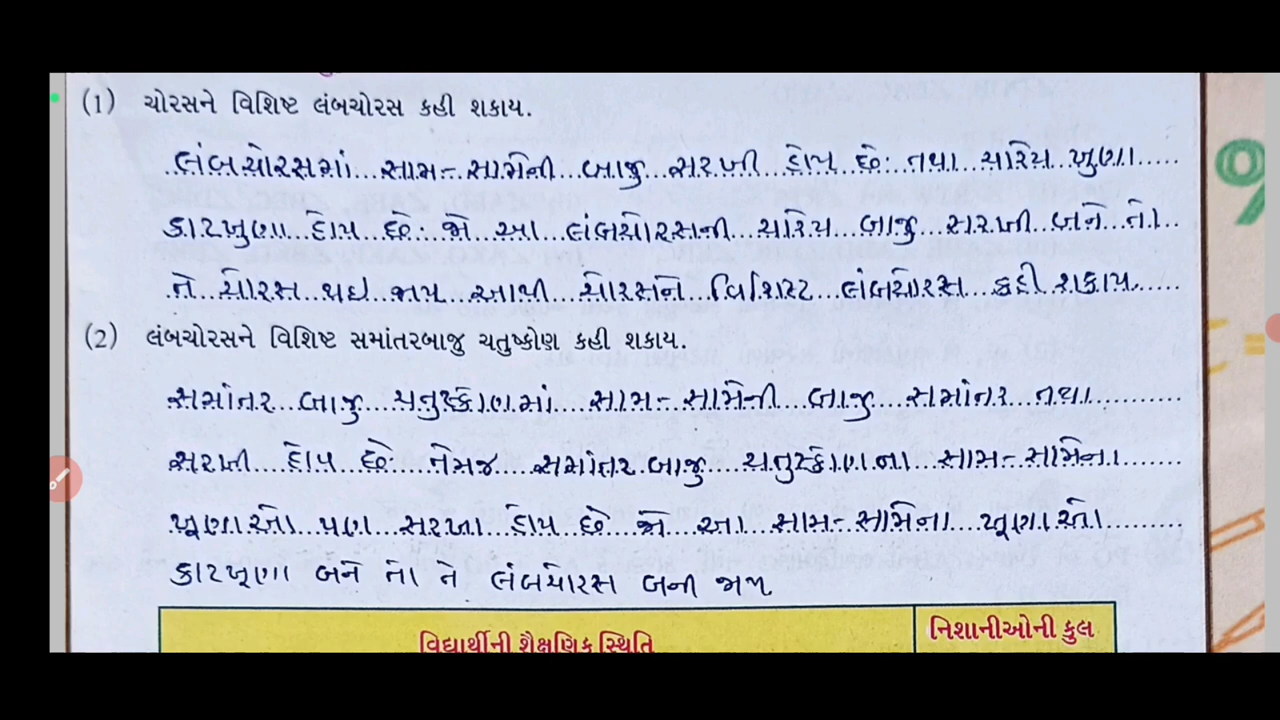 (1) ચોરસને વિશિષ્ટ લંબચોરસ કહી શકાય.
લંબચોરસમાં સામ-સામેની બાજુ સરખી હોય છે. તથા ચારેય ખુણા
કાટખુણા હોય છે. જો આ લંબચોરસની ચારેય બાજુ સરખી બને તો
તે ચોરસ થઇ જાય આથી ચોરસને વિશિસ્ટ લંબચોરસ કહી શકાય.
(2) લંબચોરસને વિશિષ્ટ સમાંતરબાજુ ચતુષ્કોણ કહી શકાય.
સમાંતર બાજુ ચતુષ્કોણમાં સામ-સામેની બાજુ સમાંતર તથા
સરખી હોય છે. તેમજ સમાંતર બાજુ ચતુષ્કોણના સામ-સામેના
ખૂણાઓ પણ સરખા હોય છે જો આ સામ-સામેના ખૂણાઓ
કાટખૂણા બને તો તે લંબચોરસ બની જાય
વિદ્યાર્થીની શૈક્ષણિક સ્થિતિ
નિશાનીઓની કુલ
9
=